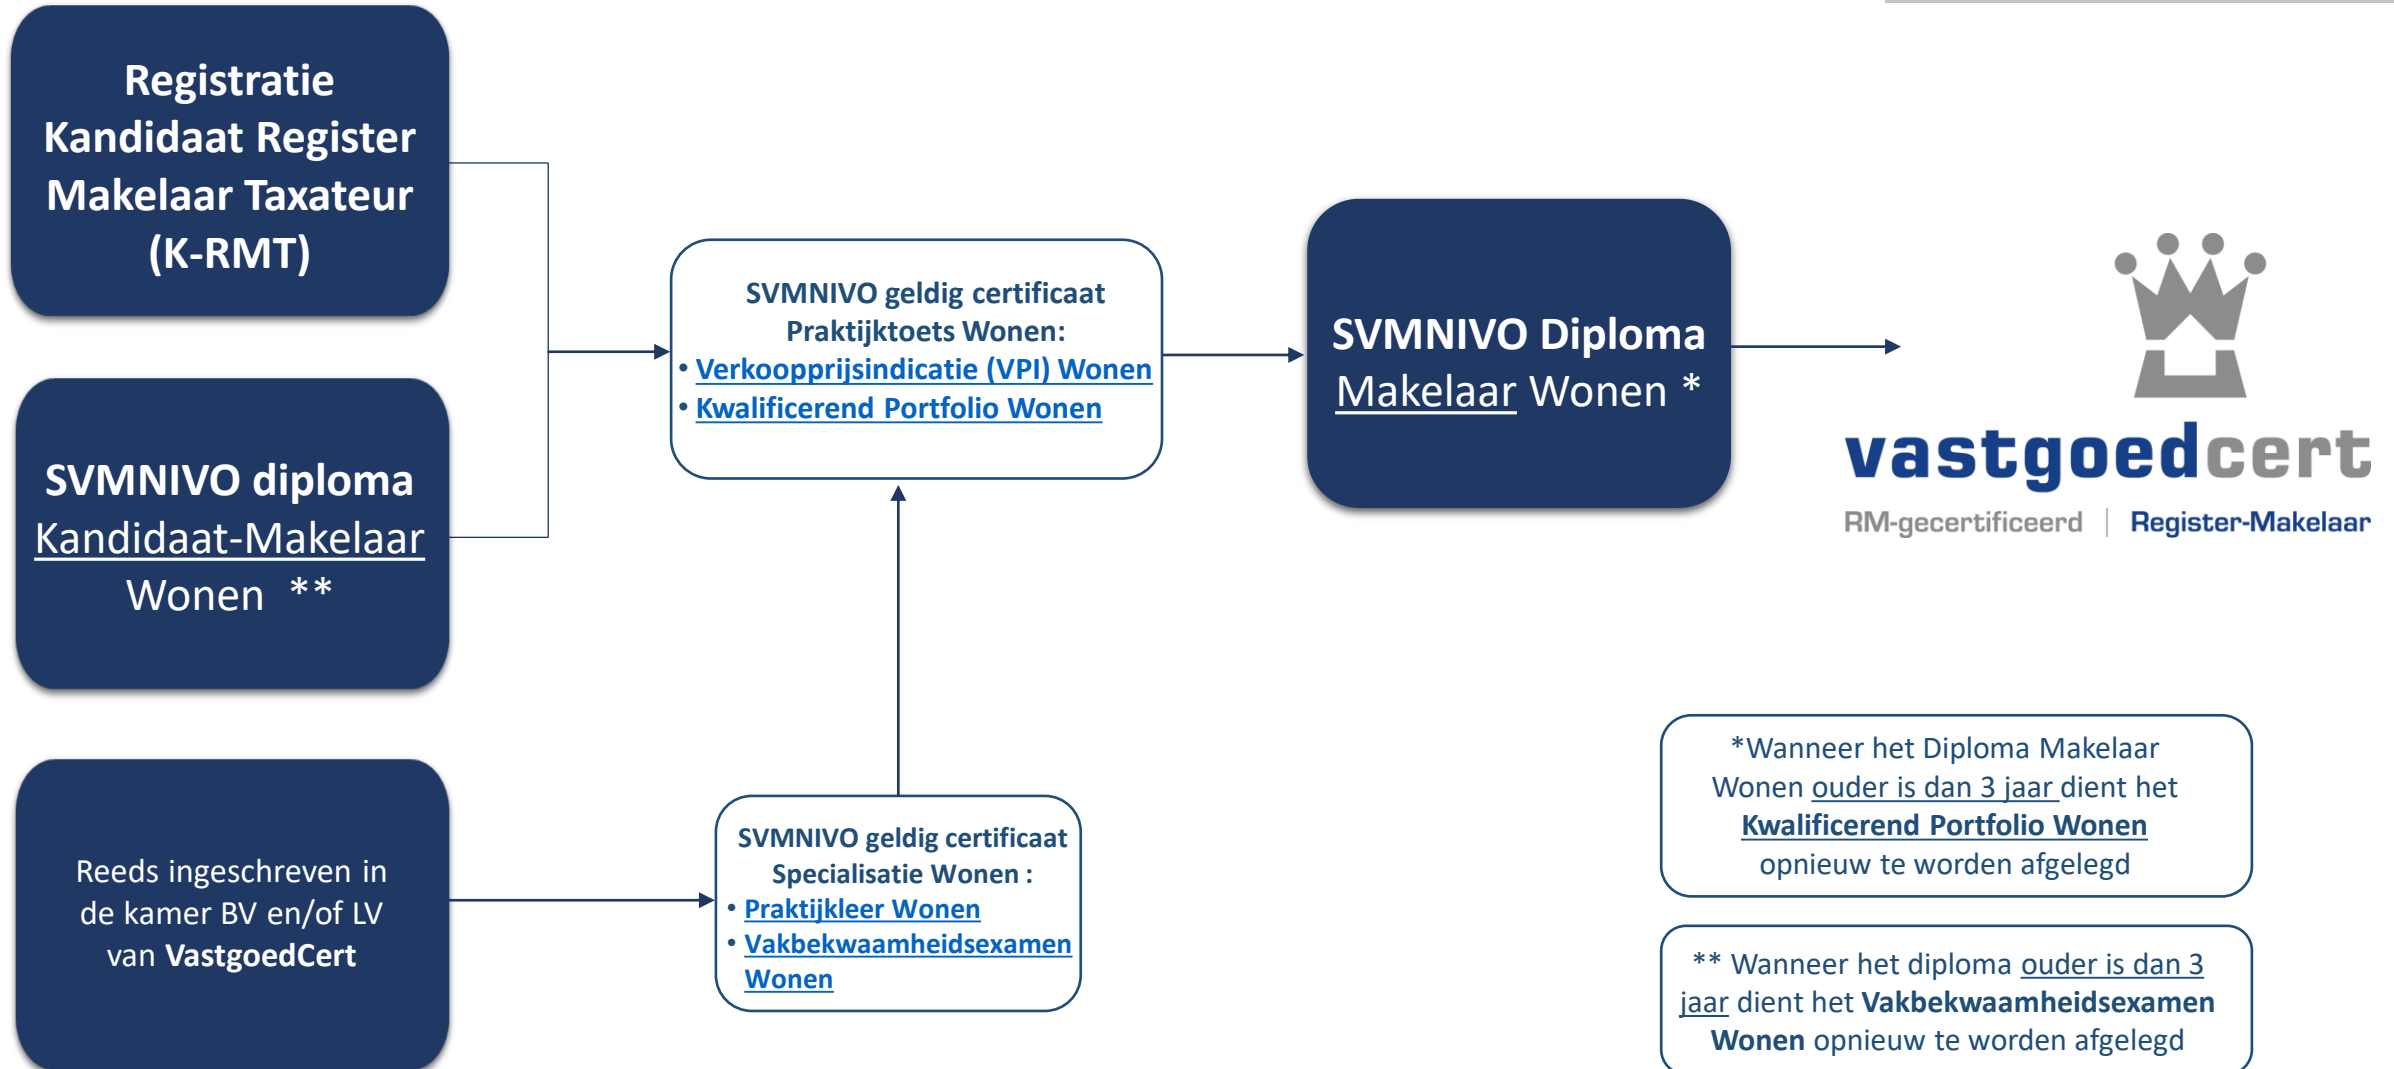 Registratie
Kandidaat Register
Makelaar Taxateur
(K-RMT)
SVMNIVO diploma
Kandidaat-Makelaar
Wonen **
Reeds ingeschreven in
de kamer BV en/of LV
van VastgoedCert
SVMNIVO geldig certificaat
Praktijktoets Wonen:
• Verkoopprijsindicatie (VPI) Wonen
• Kwalificerend Portfolio Wonen
SVMNIVO geldig certificaat
Specialisatie Wonen :
• Praktijkleer Wonen
• Vakbekwaamheidsexamen
Wonen
SVMNIVO Diploma
Makelaar Wonen *
vastgoedcert
RM-gecertificeerd | Register-Makelaar
*Wanneer het Diploma Makelaar
Wonen ouder is dan 3 jaar dient het
Kwalificerend Portfolio Wonen
opnieuw te worden afgelegd
** Wanneer het diploma ouder is dan 3
jaar dient het Vakbekwaamheidsexamen
Wonen opnieuw te worden afgelegd